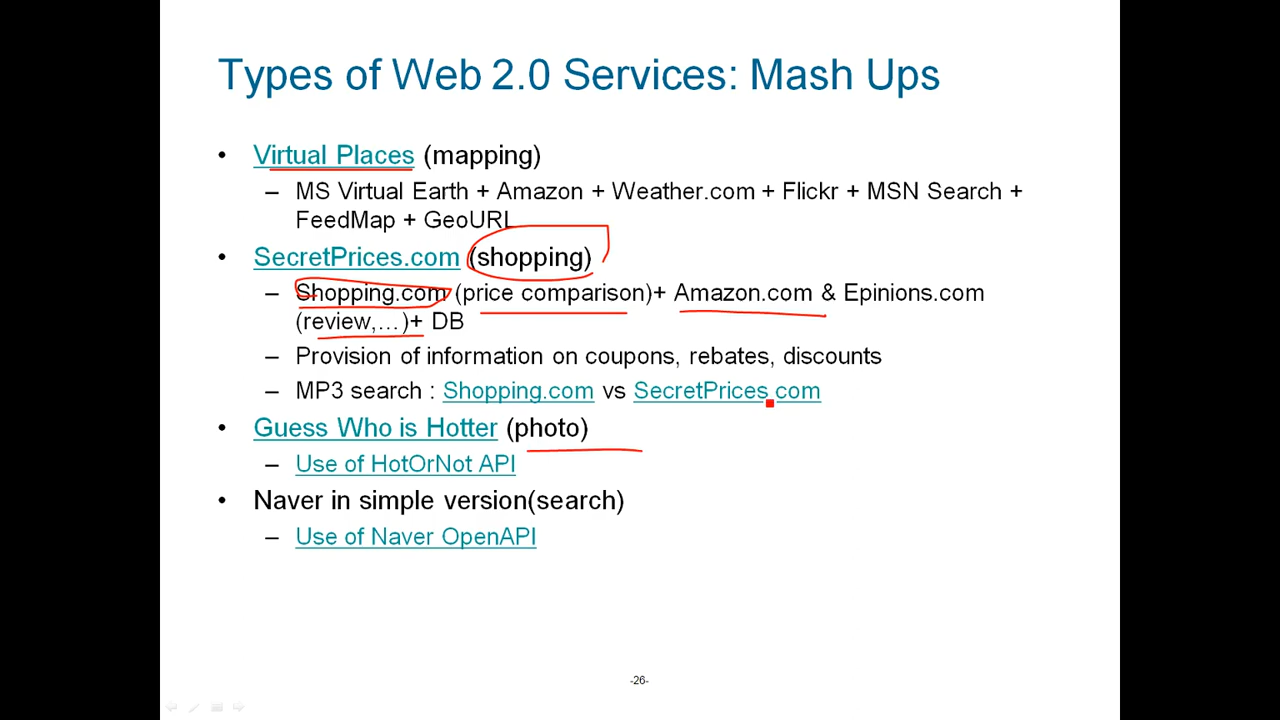 Types of Web 2.0 Services: Mash Ups
• Virtual Places (mapping)
– MS Virtual Earth + Amazon + Weather.com + Flickr + MSN Search +
FeedMap + GeoURL
• SecretPrices.com (shopping)
– Shopping.com (price comparison)+ Amazon.com & Epinions.com
(review,…)+ DB
– Provision of information on coupons, rebates, discounts
– MP3 search : Shopping.com vs SecretPrices.com
• Guess Who is Hotter (photo)
– Use of HotOrNot API
• Naver in simple version(search)
– Use of Naver OpenAPI
-26-